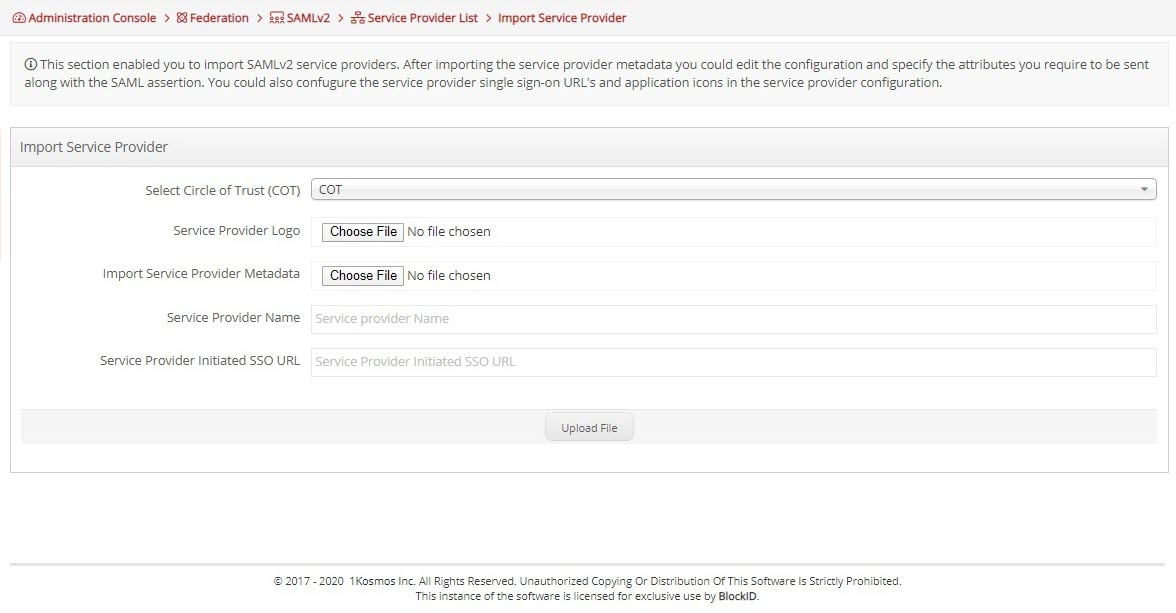 Administration Console > Federation > SAMLv2 > Service Provider List > Import Service Provider
This section enabled you to import SAMLv2 service providers. After importing the service provider metadata you could edit the configuration and specify the attributes you require to be sent
along with the SAML assertion. You could also confugure the service provider single sign-on URL's and application icons in the service provider configuration.
Import Service Provider
Select Circle of Trust (COT) COT
Service Provider Logo Choose File No file chosen
Import Service Provider Metadata Choose File No file chosen
Service Provider Name Service provider Name
Service Provider Initiated SSO URL Service Provider Initiated SSO URL
Upload File
© 2017 - 2020 1Kosmos Inc. All Rights Reserved. Unauthorized Copying Or Distribution Of This Software Is Strictly Prohibited.
This instance of the software is licensed for exclusive use by BlockID.